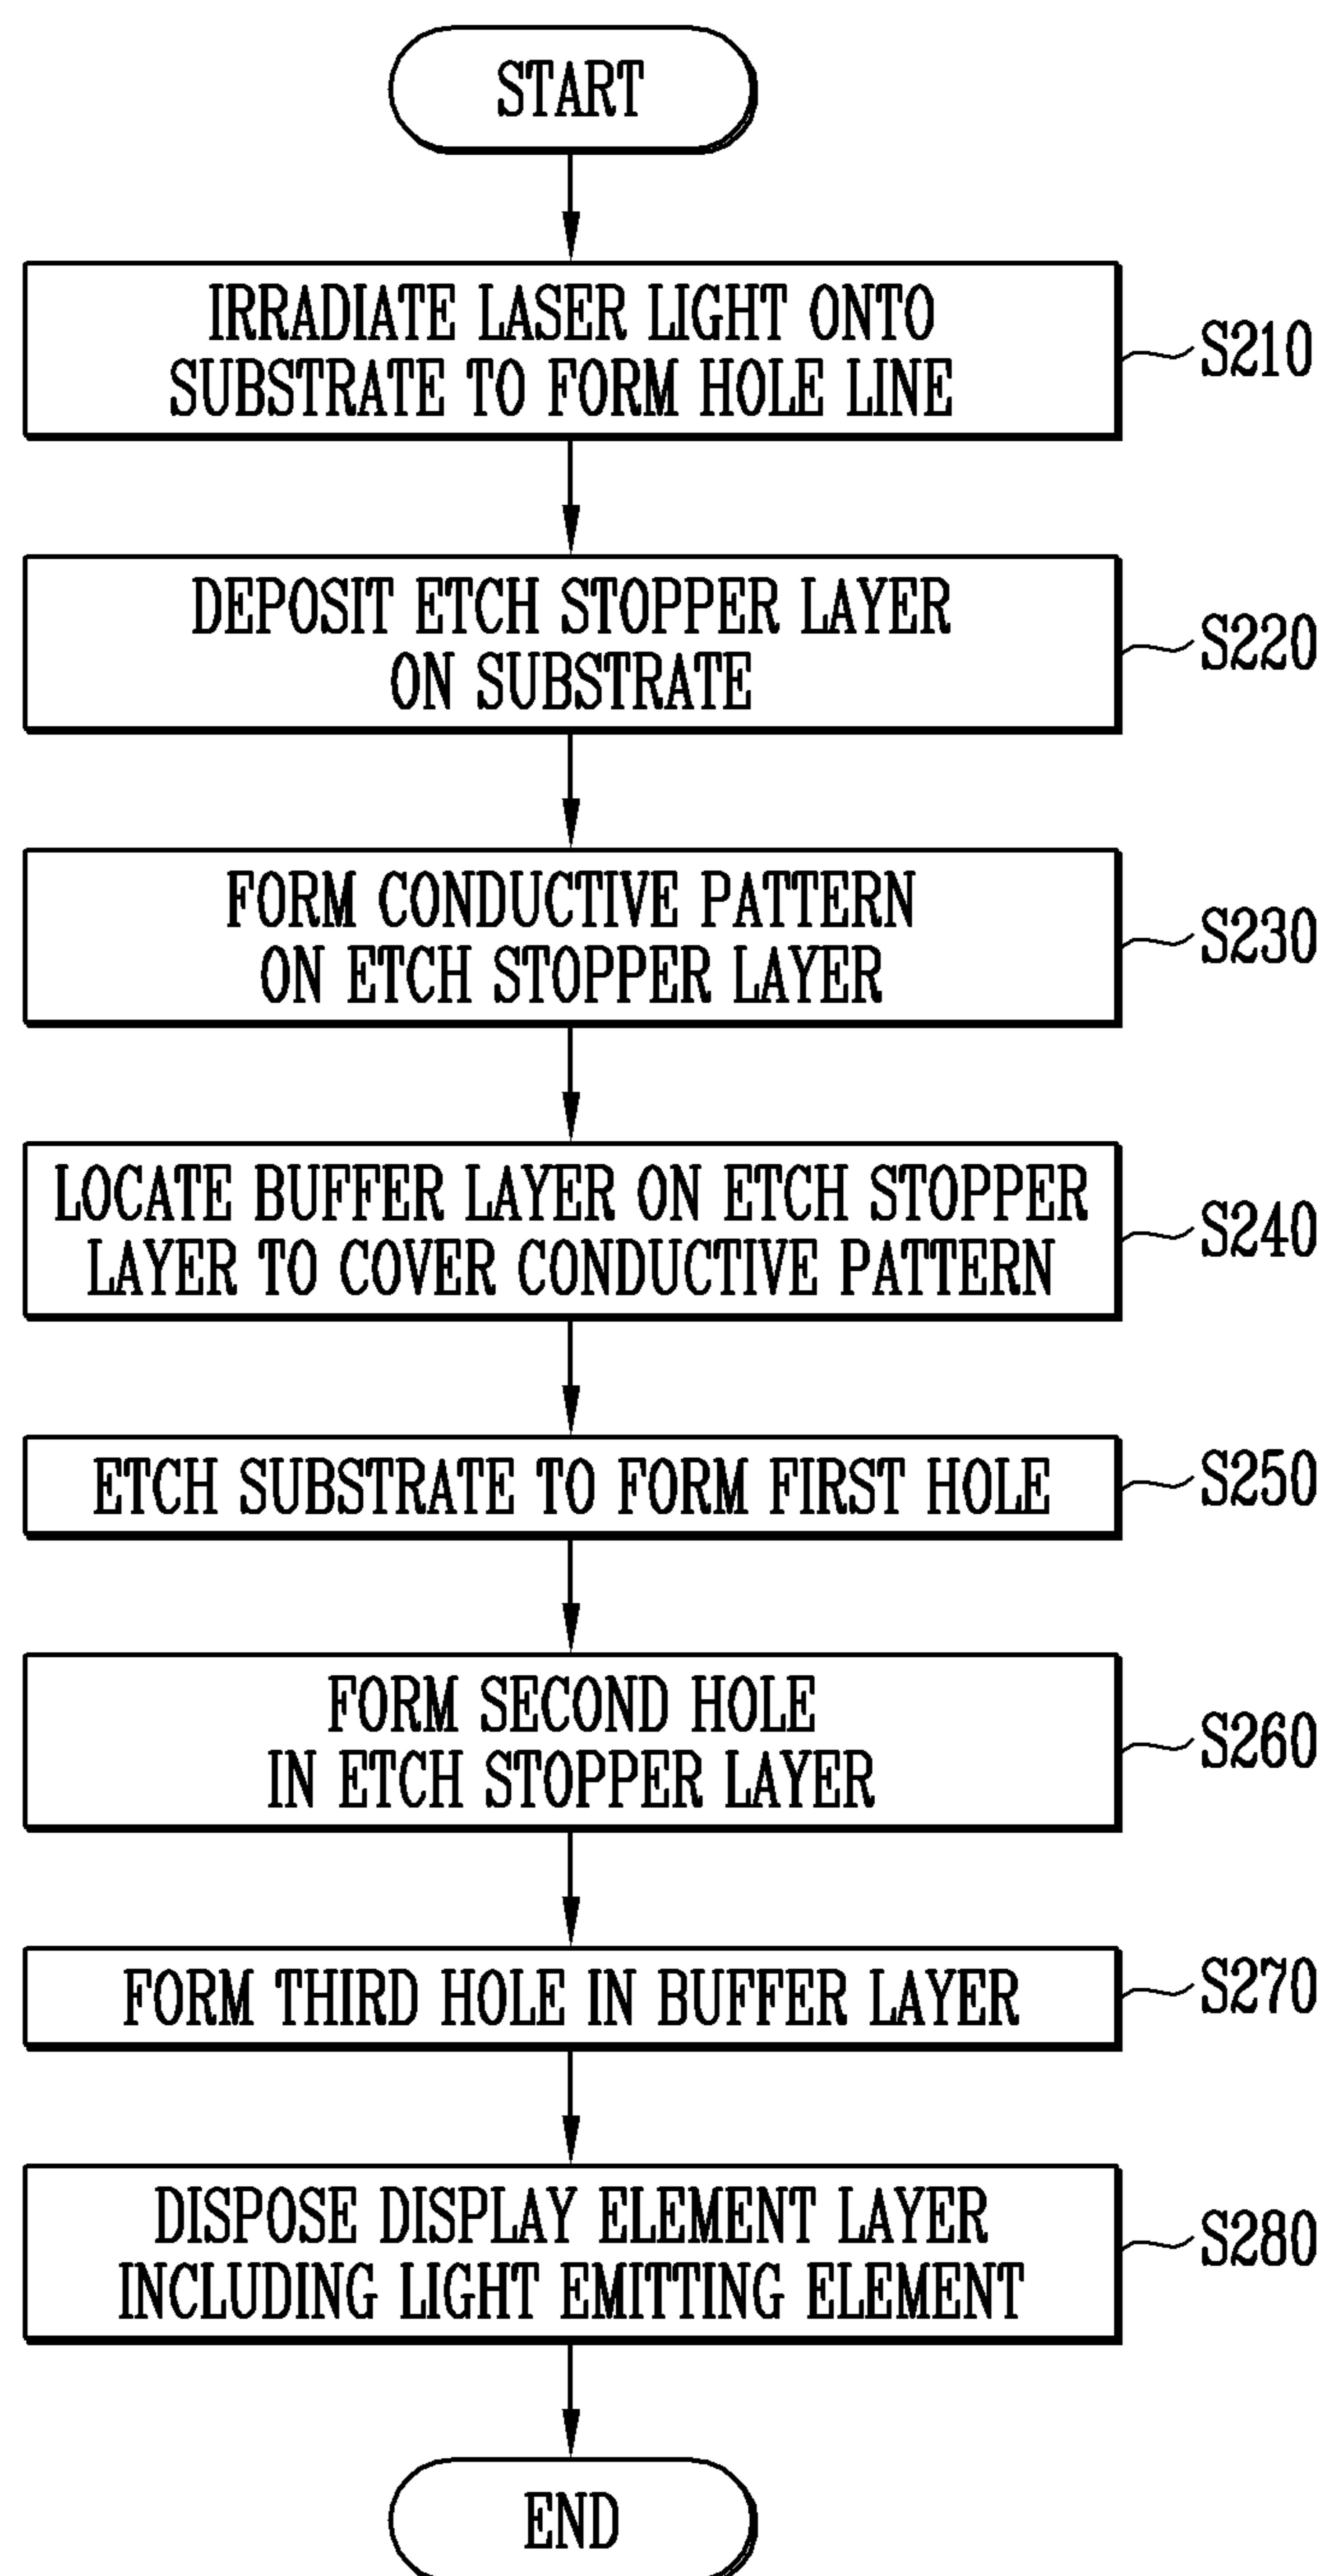 START
IRRADIATE LASER LIGHT ONTO
SUBSTRATE TO FORM HOLE LINE
S210
DEPOSIT ETCH STOPPER LAYER
ON SUBSTRATE
S220
FORM CONDUCTIVE PATTERN
ON ETCH STOPPER LAYER
S230
LOCATE BUFFER LAYER ON ETCH STOPPER
LAYER TO COVER CONDUCTIVE PATTERN
S240
ETCH SUBSTRATE TO FORM FIRST HOLE
S250
FORM SECOND HOLE
IN ETCH STOPPER LAYER
S260
FORM THIRD HOLE IN BUFFER LAYER
S270
DISPOSE DISPLAY ELEMENT LAYER
INCLUDING LIGHT EMITTING ELEMENT
S280
END